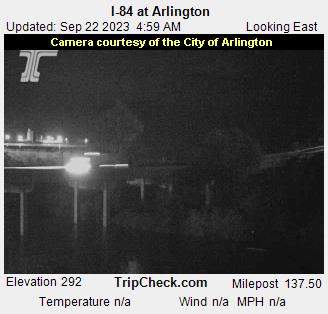 I-84 at Arlington
Updated: Sep 22 2023 4:59 AM Looking East
Camera courtesy of the City of Arlington
Elevation 292 TripCheck.com Milepost 137.50
Temperature n/a Wind n/a MPH n/a